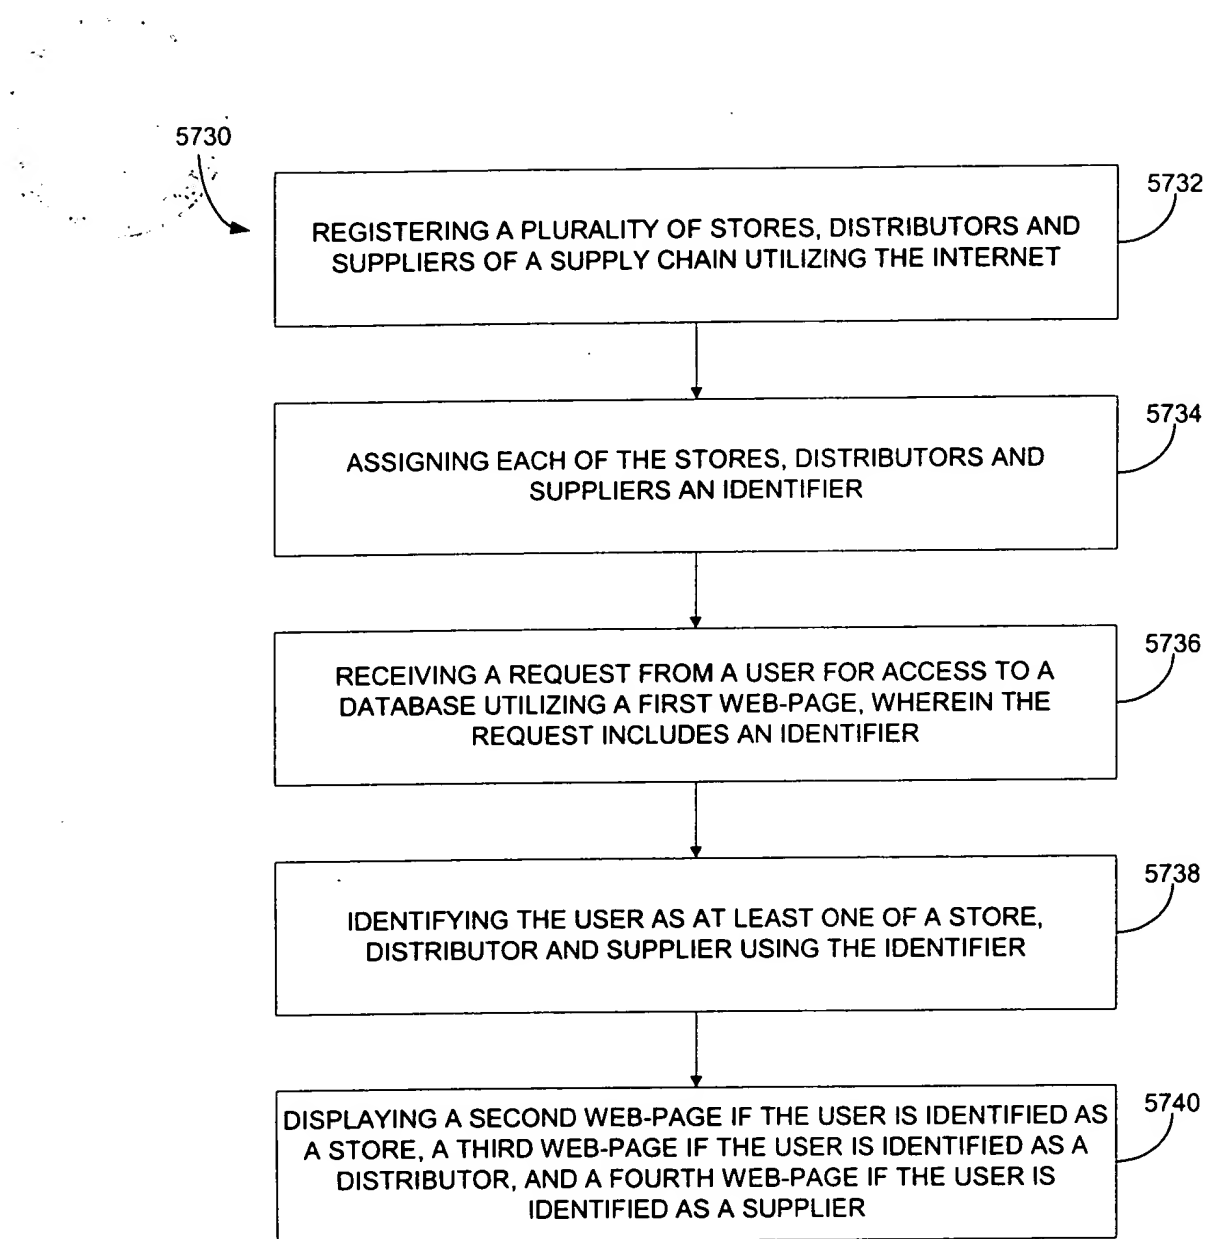 5730
5732
REGISTERING A PLURALITY OF STORES, DISTRIBUTORS AND
SUPPLIERS OF A SUPPLY CHAIN UTILIZING THE INTERNET
5734
ASSIGNING EACH OF THE STORES, DISTRIBUTORS AND
SUPPLIERS AN IDENTIFIER
5736
RECEIVING A REQUEST FROM A USER FOR ACCESS TO A
DATABASE UTILIZING A FIRST WEB-PAGE, WHEREIN THE
REQUEST INCLUDES AN IDENTIFIER
5738
IDENTIFYING THE USER AS AT LEAST ONE OF A STORE,
DISTRIBUTOR AND SUPPLIER USING THE IDENTIFIER
5740
DISPLAYING A SECOND WEB-PAGE IF THE USER IS IDENTIFIED AS
A STORE, A THIRD WEB-PAGE IF THE USER IS IDENTIFIED AS A
DISTRIBUTOR, AND A FOURTH WEB-PAGE IF THE USER IS
IDENTIFIED AS A SUPPLIER